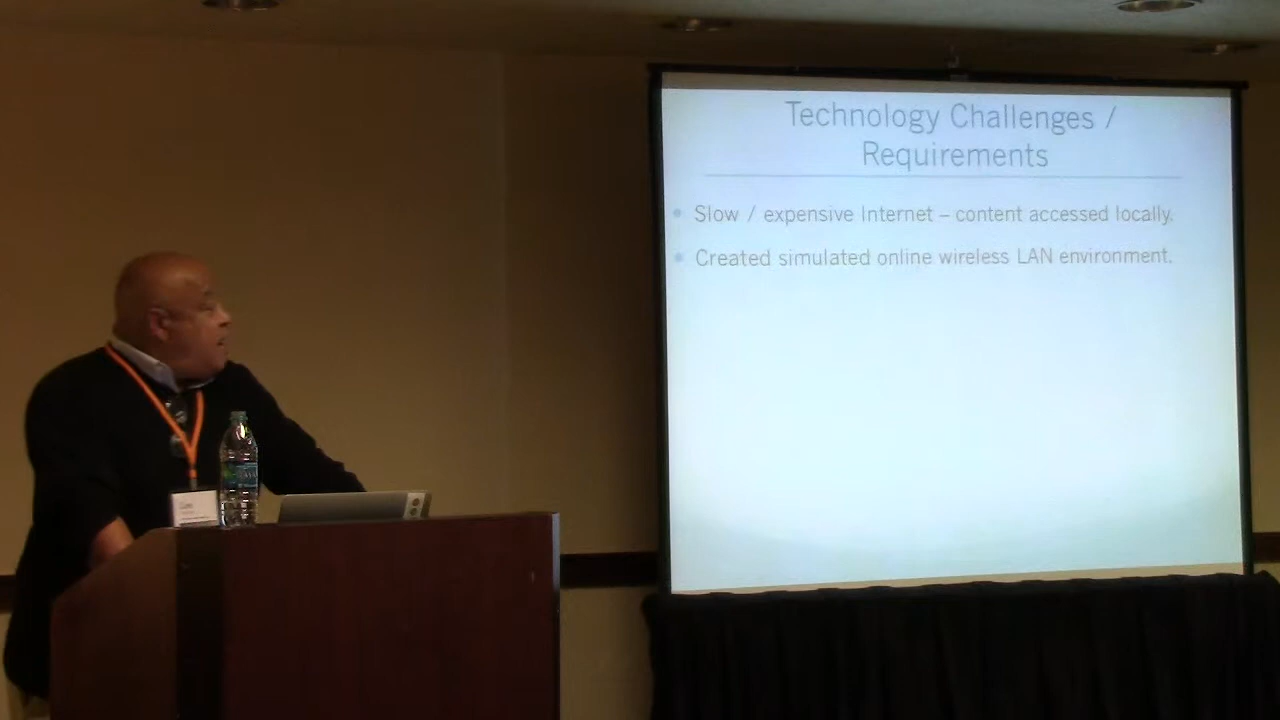 Technology Challenges /
Requirements
• Slow / expensive Internet – content accessed locally.
• Created simulated online wireless LAN environment.